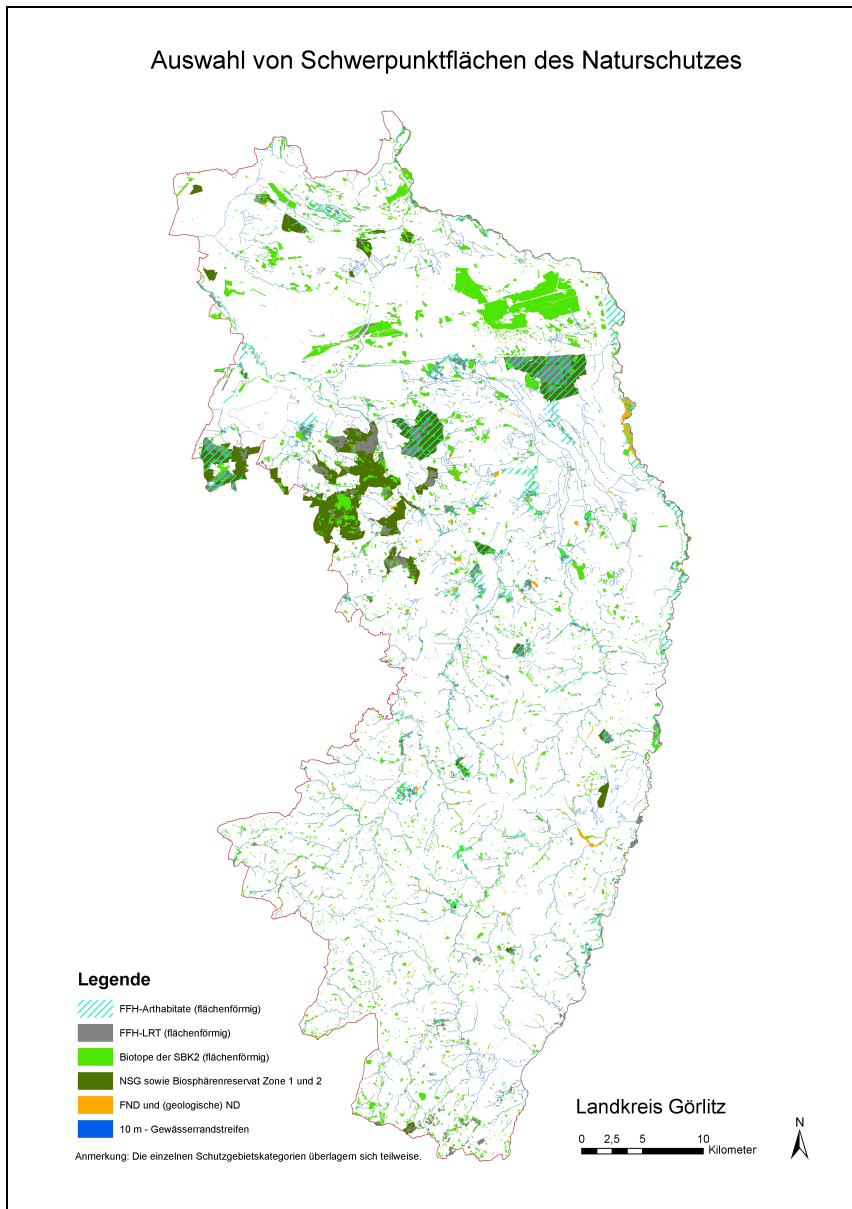 Auswahl von Schwerpunktflächen des Naturschutzes
Legende
FFH-Arthabitate (flächenförmig)
FFH-LRT (flächenförmig)
Biotope der SBK2 (flächenförmig)
NSG sowie Biosphärenreservat Zone 1 und 2
FND und (geologische) ND
10 m - Gewässerrandstreifen
Anmerkung: Die einzelnen Schutzgebietskategorien überlagern sich teilweise.
Landkreis Görlitz
0 2,5 5 10
Kilometer
N